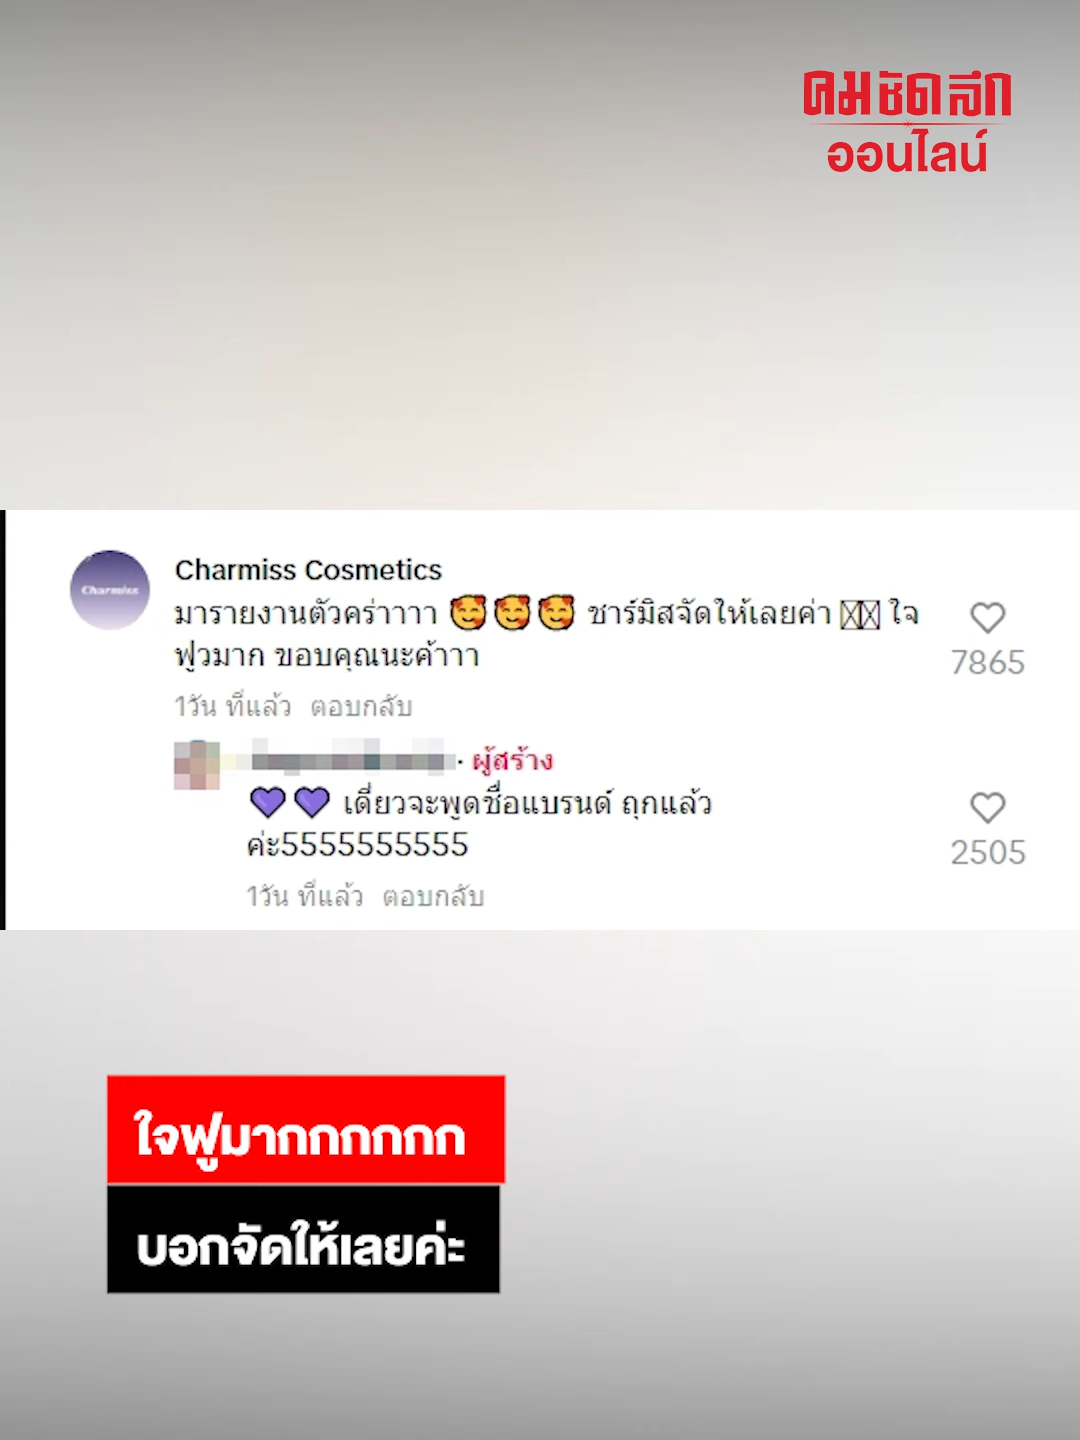 คมชัดลึก
ออนไลน์
Charmiss
Charmiss Cosmetics
มารายงานตัวคร่าาาา 🥰🥰🥰 ชาร์มิสจัดให้เลยค่า ใจ
ฟูวมาก ขอบคุณนะค้าาา
7865
1วัน ที่แล้ว ตอบกลับ
· ผู้สร้าง
💜💜 เดี๋ยวจะพูดชื่อแบรนด์ ถุกแล้ว
ค่ะ5555555555
2505
1วัน ที่แล้ว ตอบกลับ
ใจฟูมากกกกกก
บอกจัดให้เลยค่ะ